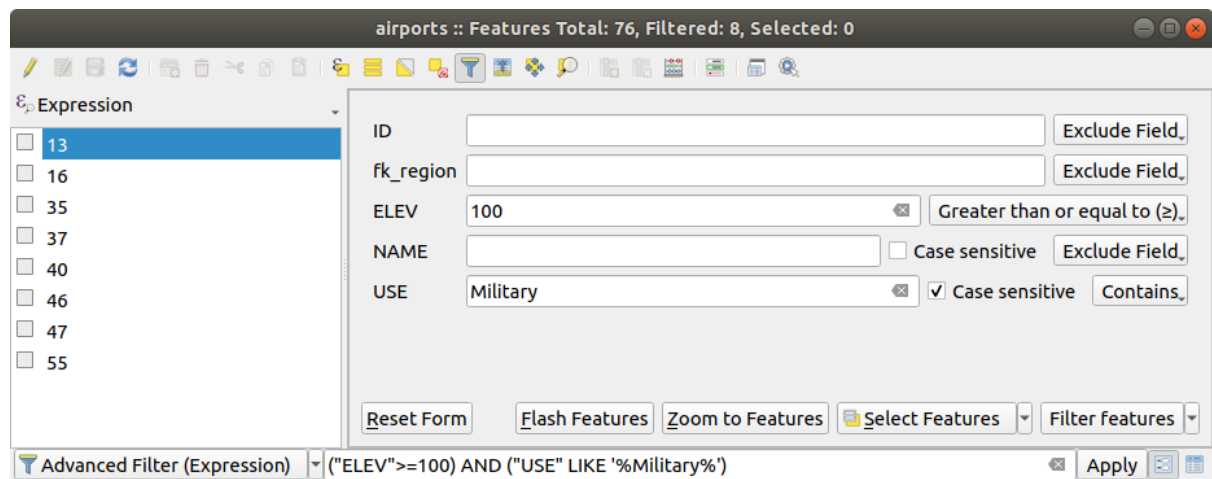 airports :: Features Total: 76, Filtered: 8, Selected: 0
Expression
13
16
35
37
40
46
47
55
ID Exclude Field
fk_region Exclude Field
ELEV 100 Greater than or equal to (≥)
NAME Case sensitive Exclude Field
USE Military Case sensitive Contains
Reset Form Flash Features Zoom to Features Select Features Filter features
Advanced Filter (Expression) ("ELEV">=100) AND ("USE" LIKE '%Military%') Apply